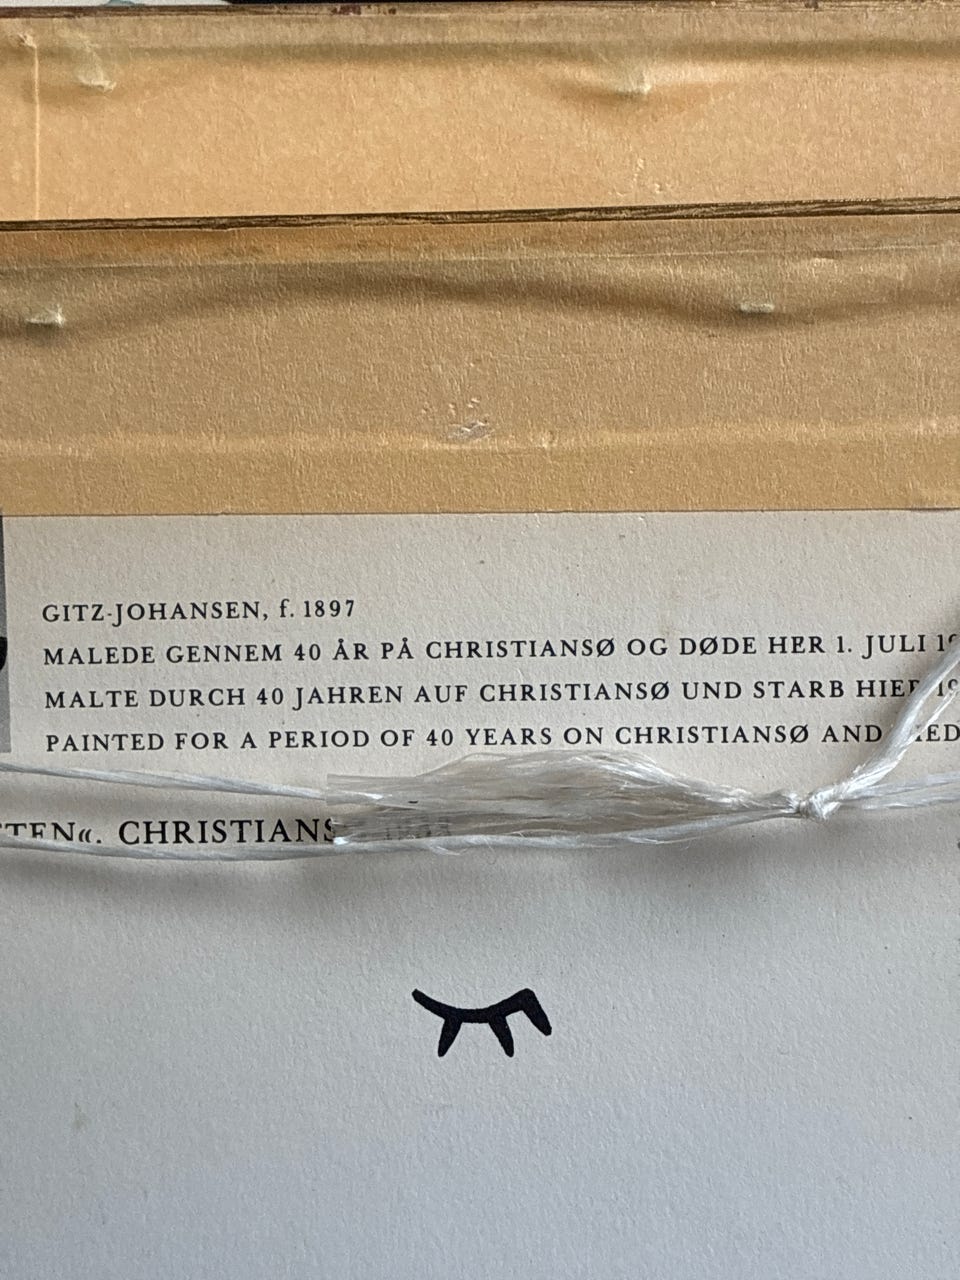 GITZ-JOHANSEN, f. 1897
MALEDE GENNEM 40 ÅR PÅ CHRISTIANSØ OG DØDE HER 1. JULI
MALTE DURCH 40 JAHREN AUF CHRISTIANSØ UND STARB
PAINTED FOR A PERIOD OF 40 YEARS ON CHRISTIANSØ AND
TEN«. CHRISTIANS